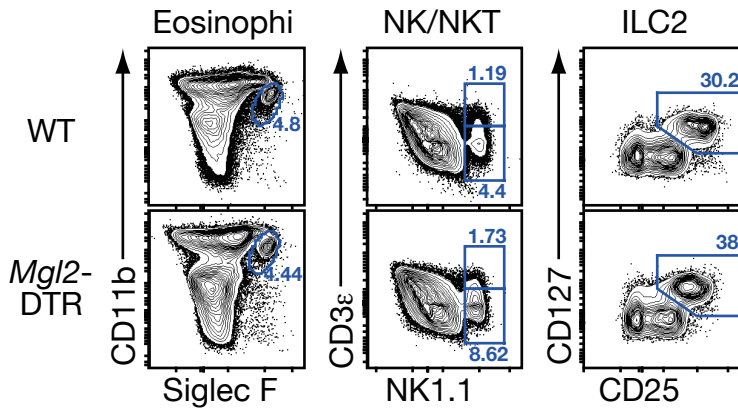 Eosinophi
NK/NKT
ILC2
WT
4.8
1.19
4.4
30.2
Mgl2-
DTR
4.44
1.73
8.62
38
CD11b
CD3ε
CD127
Siglec F
NK1.1
CD25